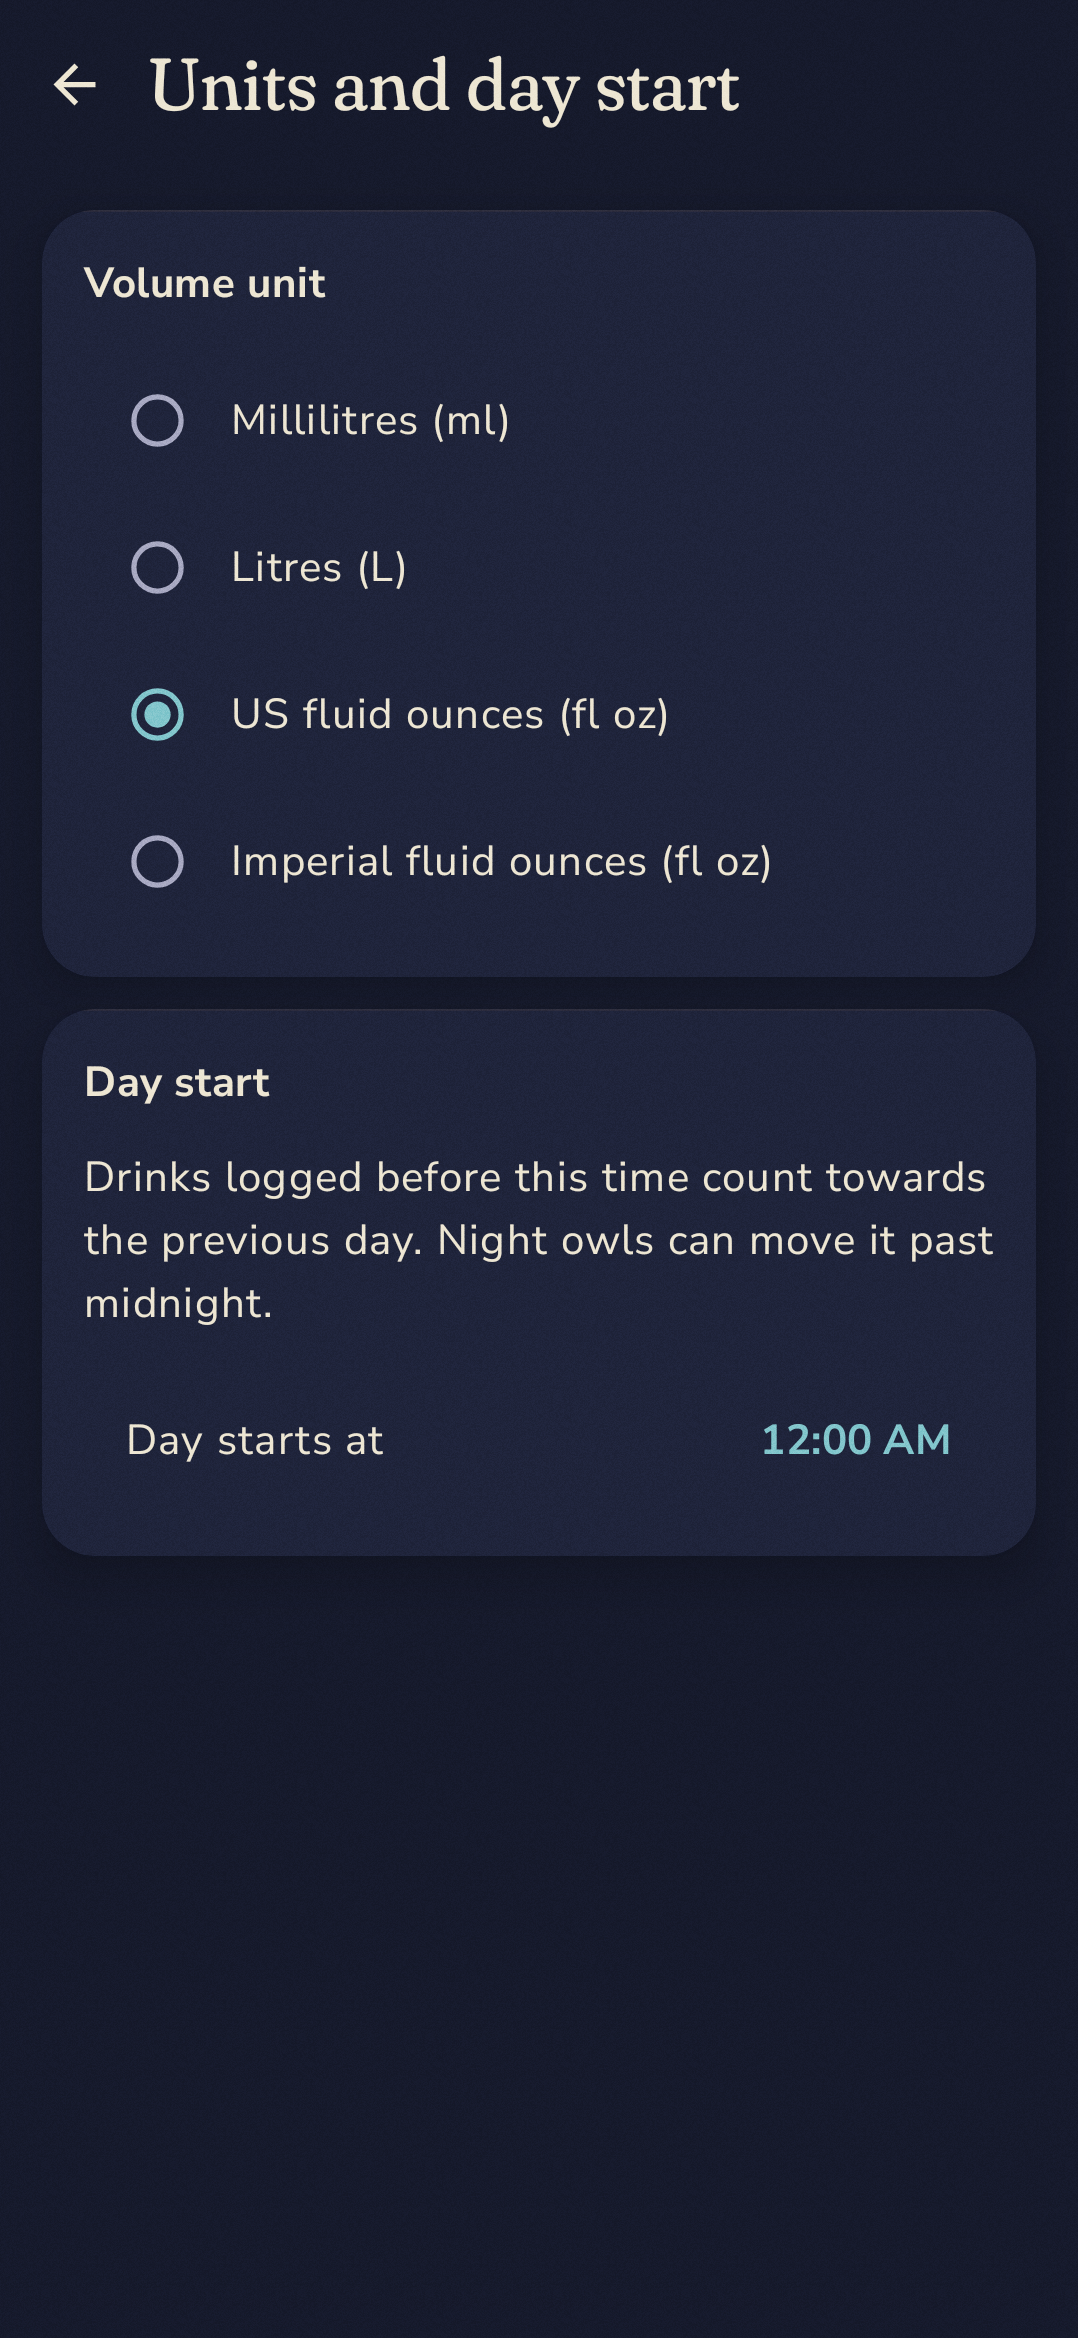 Units and day start
Volume unit
Millilitres (ml)
Litres (L)
US fluid ounces (fl oz)
Imperial fluid ounces (fl oz)
Day start
Drinks logged before this time count towards
the previous day. Night owls can move it past
midnight.
Day starts at 12:00 AM